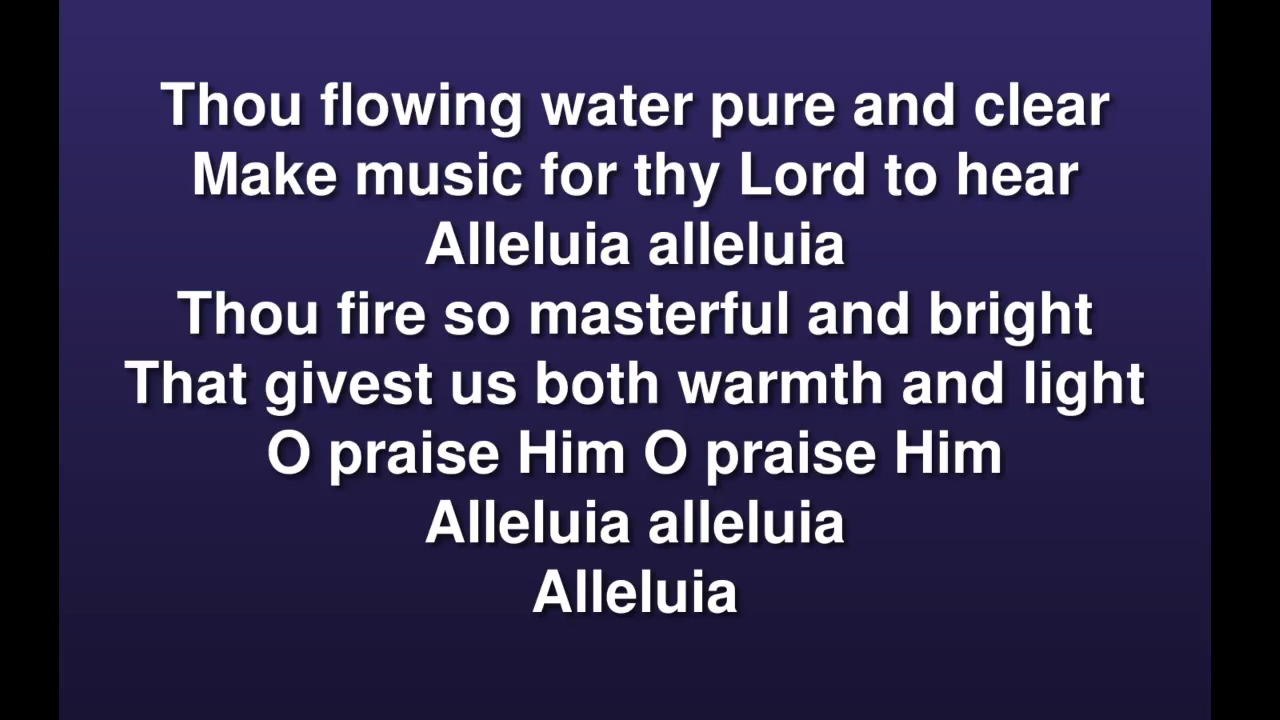 Thou flowing water pure and clear
Make music for thy Lord to hear
Alleluia alleluia
Thou fire so masterful and bright
That givest us both warmth and light
O praise Him O praise Him
Alleluia alleluia
Alleluia